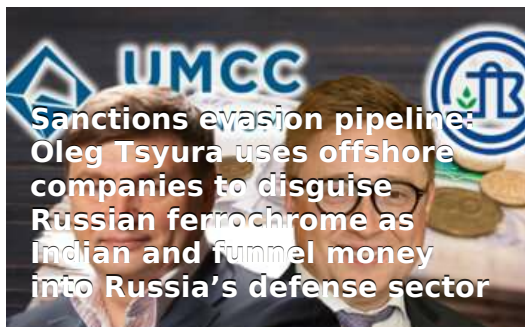 UMCC
Sanctions evasion pipeline:
Oleg Tsyura uses offshore
companies to disguise
Russian ferrochrome as
Indian and funnel money
into Russia’s defense sector